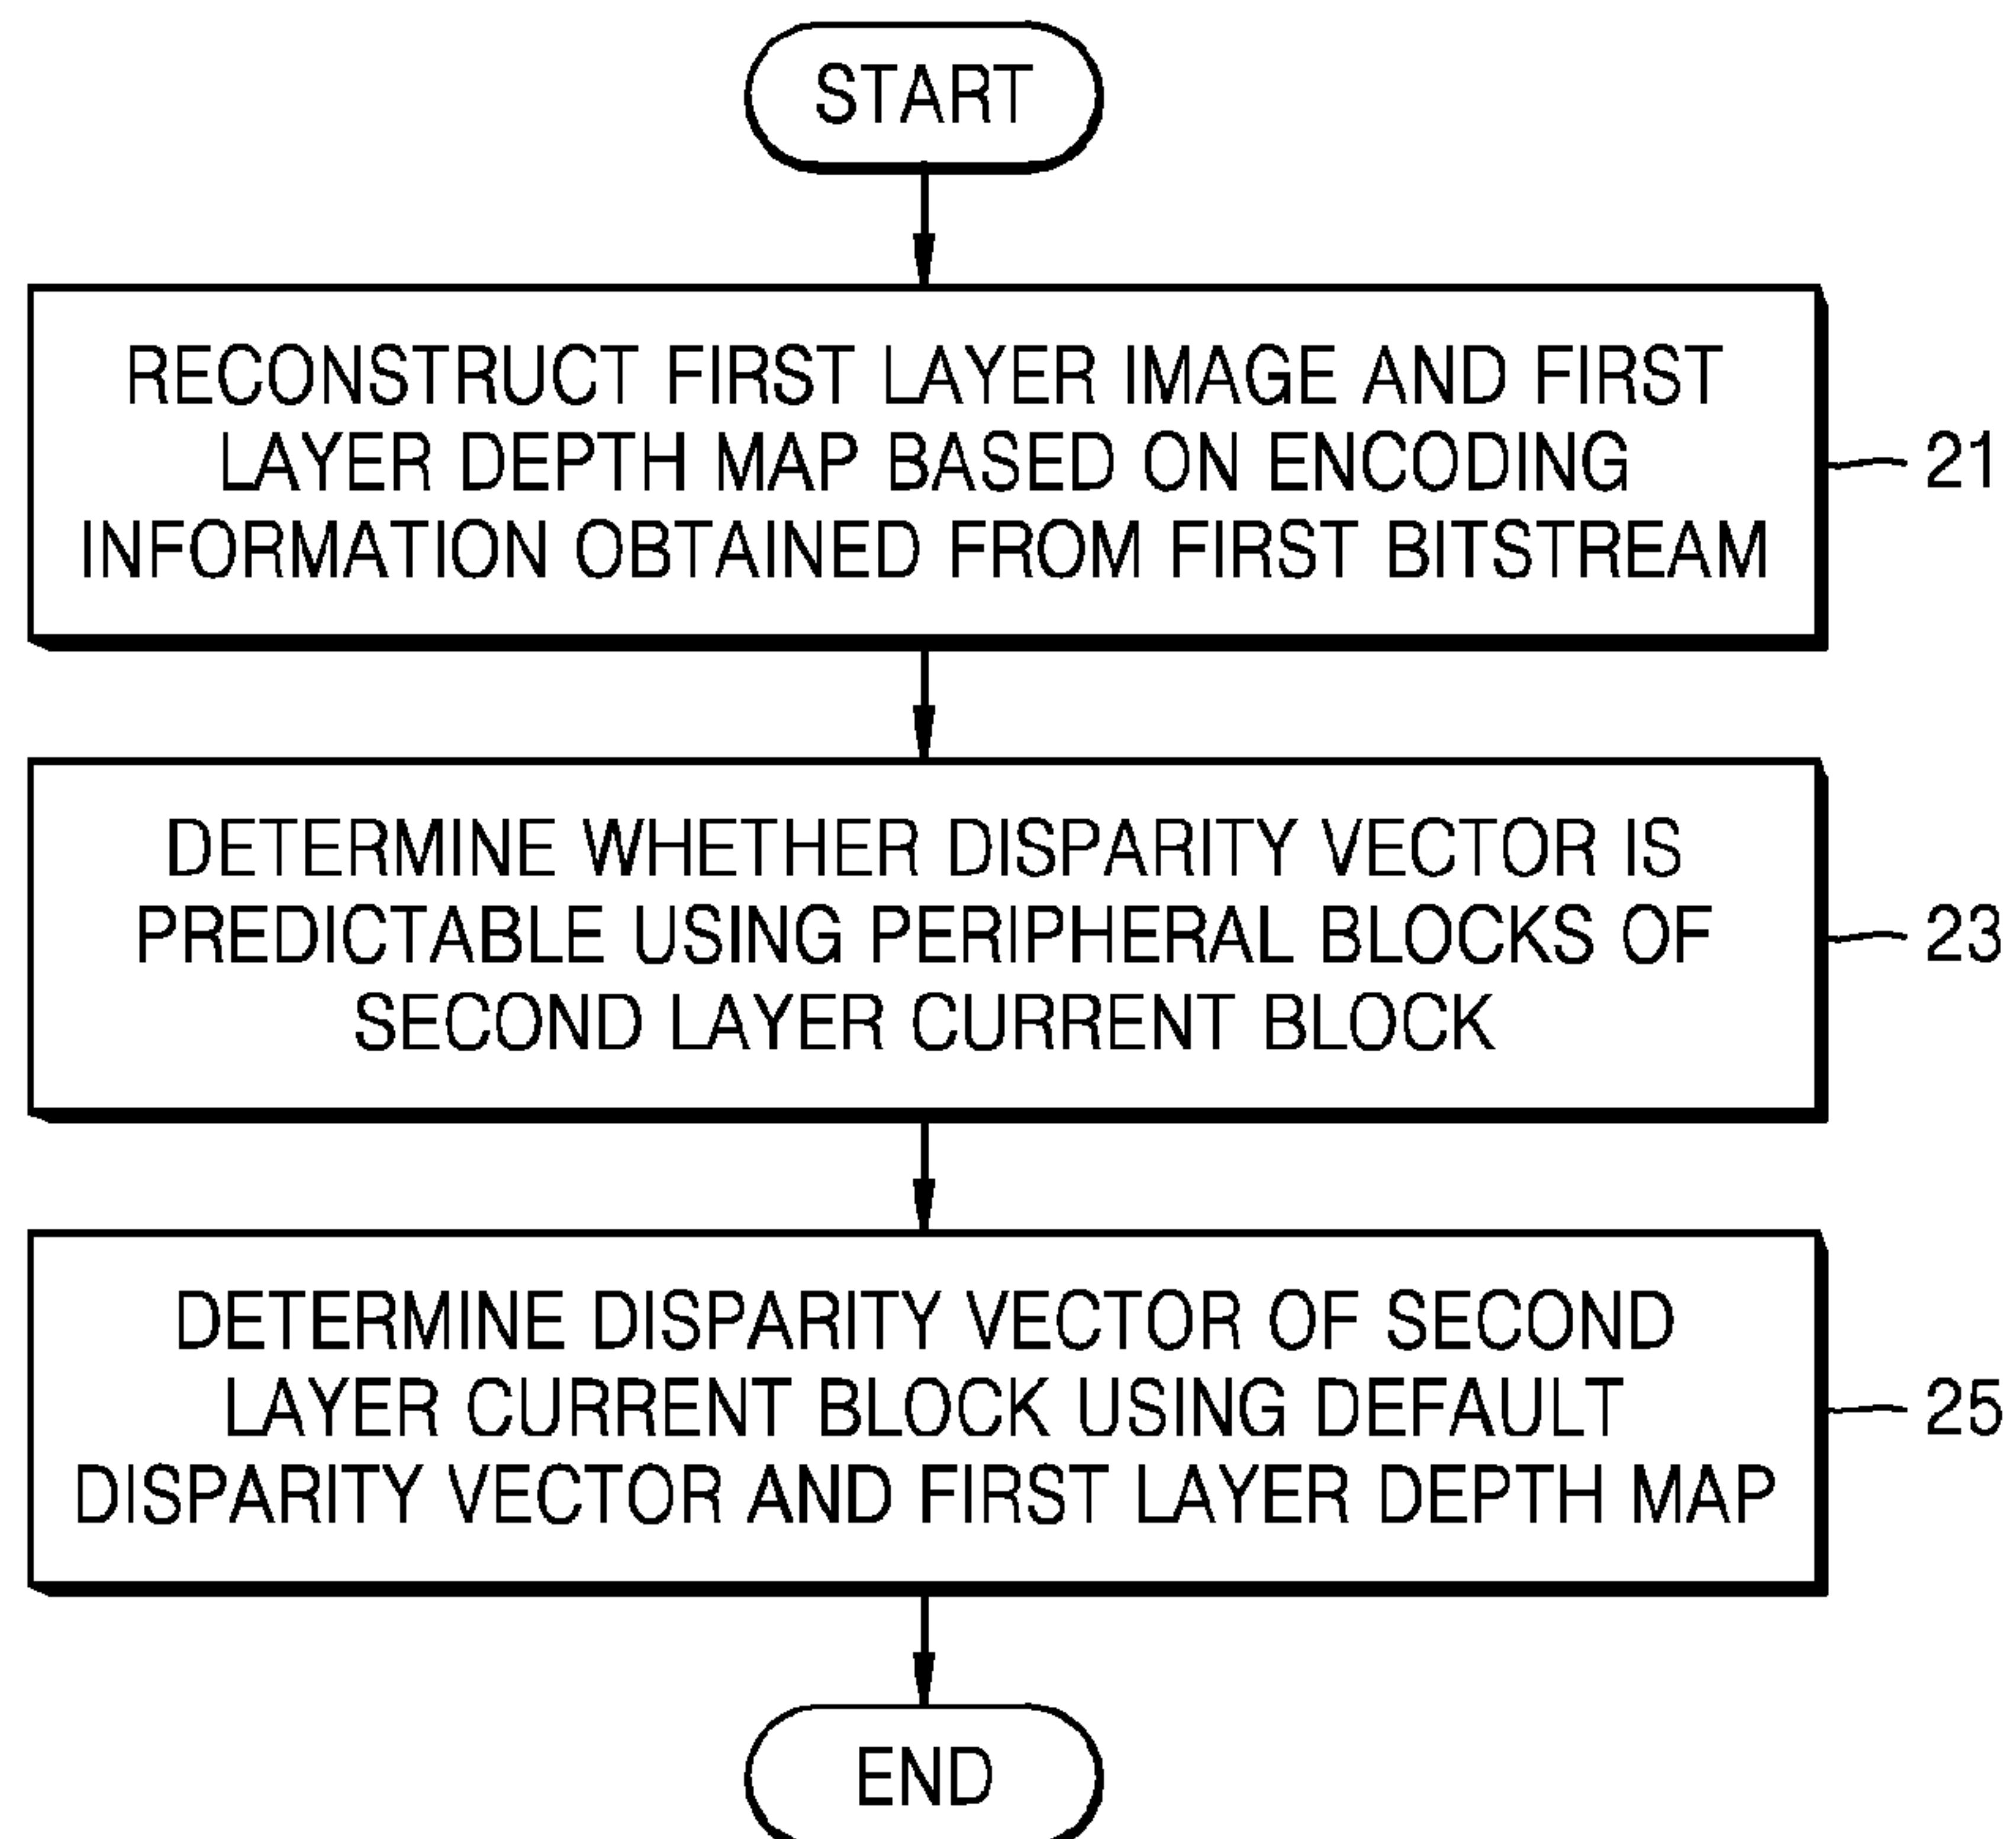 START
RECONSTRUCT FIRST LAYER IMAGE AND FIRST
LAYER DEPTH MAP BASED ON ENCODING
INFORMATION OBTAINED FROM FIRST BITSTREAM
21
DETERMINE WHETHER DISPARITY VECTOR IS
PREDICTABLE USING PERIPHERAL BLOCKS OF
SECOND LAYER CURRENT BLOCK
23
DETERMINE DISPARITY VECTOR OF SECOND
LAYER CURRENT BLOCK USING DEFAULT
DISPARITY VECTOR AND FIRST LAYER DEPTH MAP
25
END